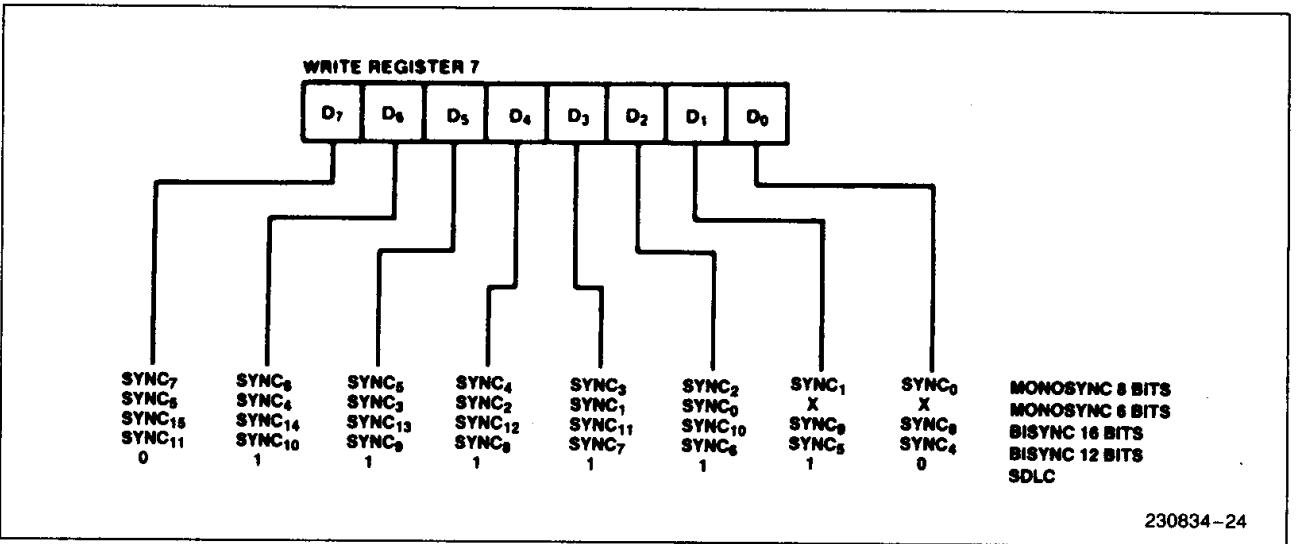 WRITE REGISTER 7
D₇ D₆ D₅ D₄ D₃ D₂ D₁ D₀
SYNC₇ SYNC₆ SYNC₅ SYNC₄ SYNC₃ SYNC₂ SYNC₁ SYNC₀ MONOSYNC 8 BITS
SYNC₅ SYNC₄ SYNC₃ SYNC₂ SYNC₁ SYNC₀ X X MONOSYNC 6 BITS
SYNC₁₅ SYNC₁₄ SYNC₁₃ SYNC₁₂ SYNC₁₁ SYNC₁₀ SYNC₉ SYNC₈ BISYNC 16 BITS
SYNC₁₁ SYNC₁₀ SYNC₉ SYNC₈ SYNC₇ SYNC₆ SYNC₅ SYNC₄ BISYNC 12 BITS
0 1 1 1 1 1 1 0 SDLC
230834-24